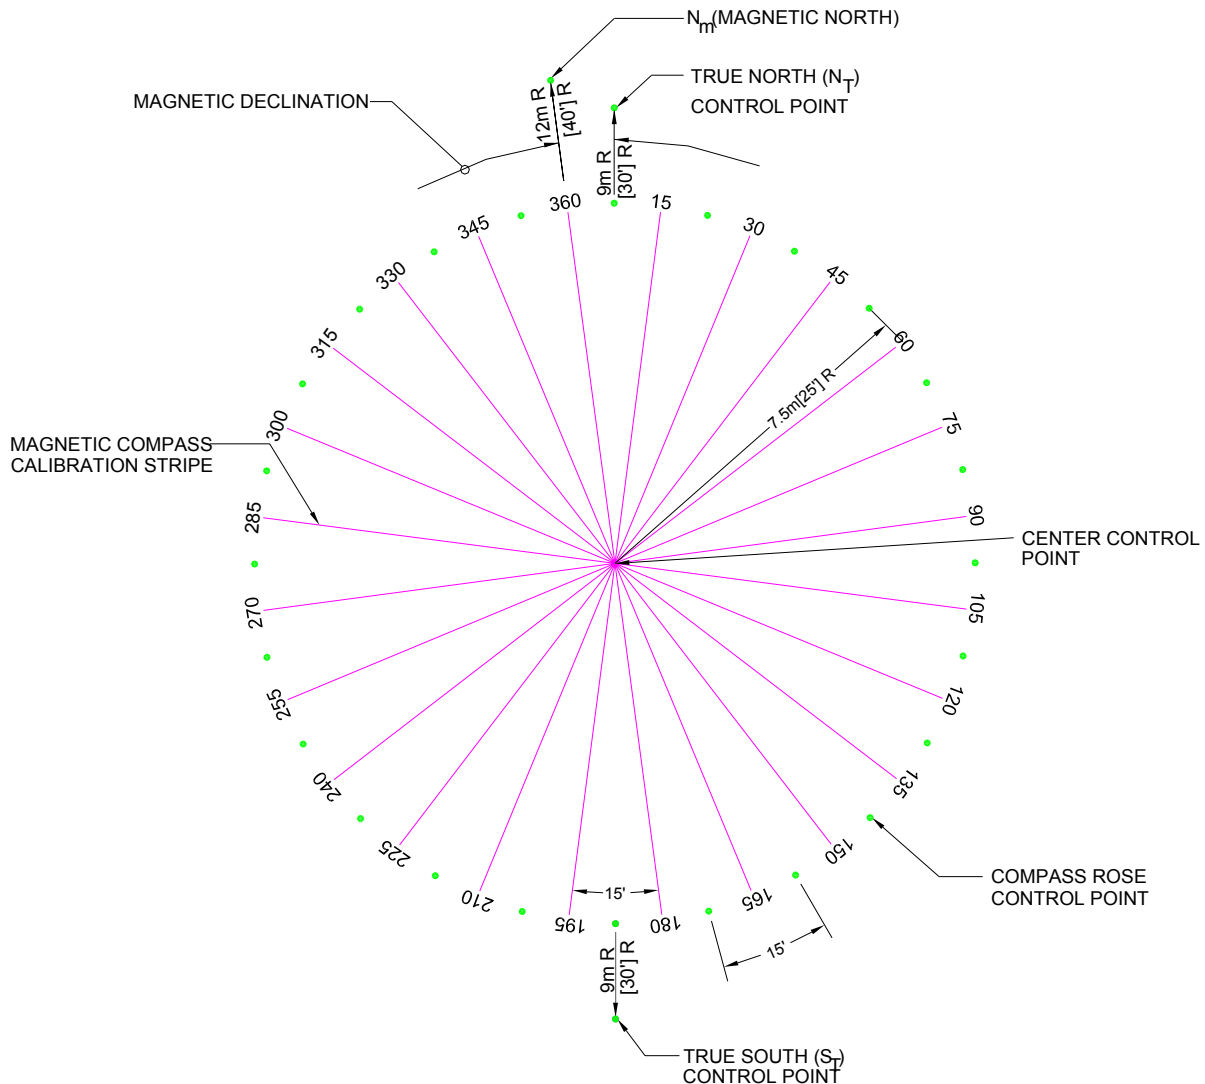 Nm(MAGNETIC NORTH)
TRUE NORTH (NT)
CONTROL POINT
MAGNETIC DECLINATION
12m R
[40'] R
9m R
[30'] R
360
15
30
45
60
75
90
105
120
135
150
165
180
195
210
225
240
255
270
285
300
315
330
345
7.5m[25'] R
MAGNETIC COMPASS
CALIBRATION STRIPE
CENTER CONTROL
POINT
COMPASS ROSE
CONTROL POINT
15'
15'
9m R
[30'] R
TRUE SOUTH (ST)
CONTROL POINT